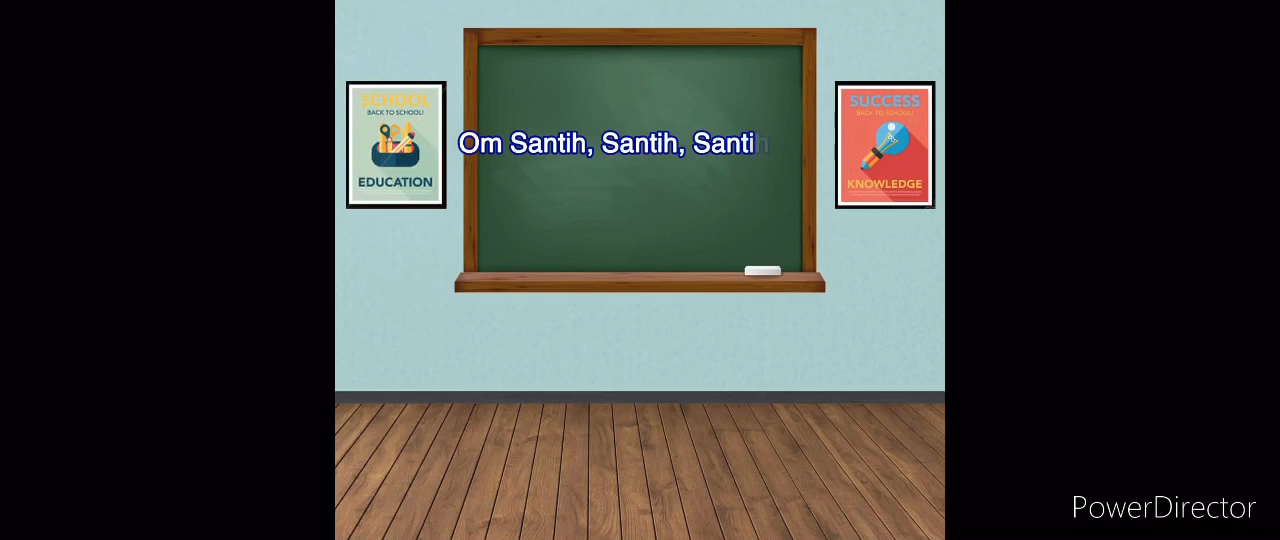 SCHOOL
BACK TO SCHOOL!
EDUCATION
Om Santih, Santih, Santih
SUCCESS
BACK TO SCHOOL!
KNOWLEDGE
PowerDirector